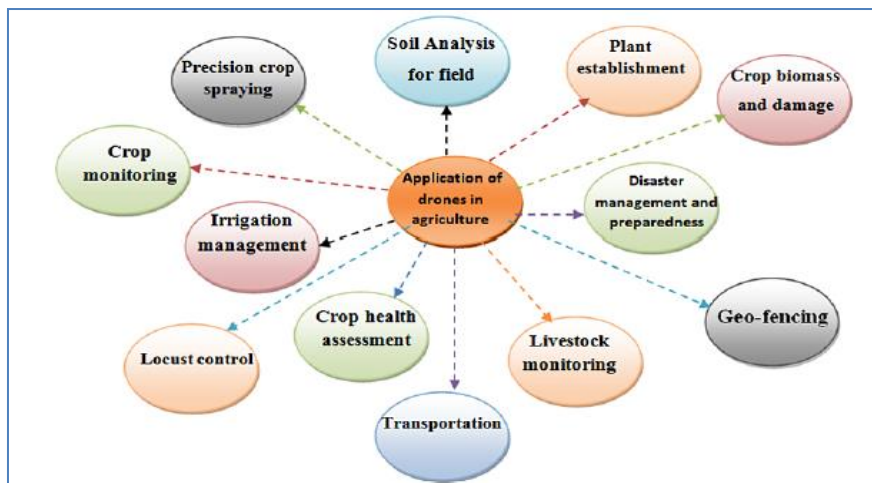 Soil Analysis
for field
Plant
establishment
Precision crop
spraying
Crop biomass
and damage
Crop
monitoring
Application of
drones in
agriculture
Disaster
management and
preparedness
Irrigation
management
Geo-fencing
Crop health
assessment
Livestock
monitoring
Locust control
Transportation